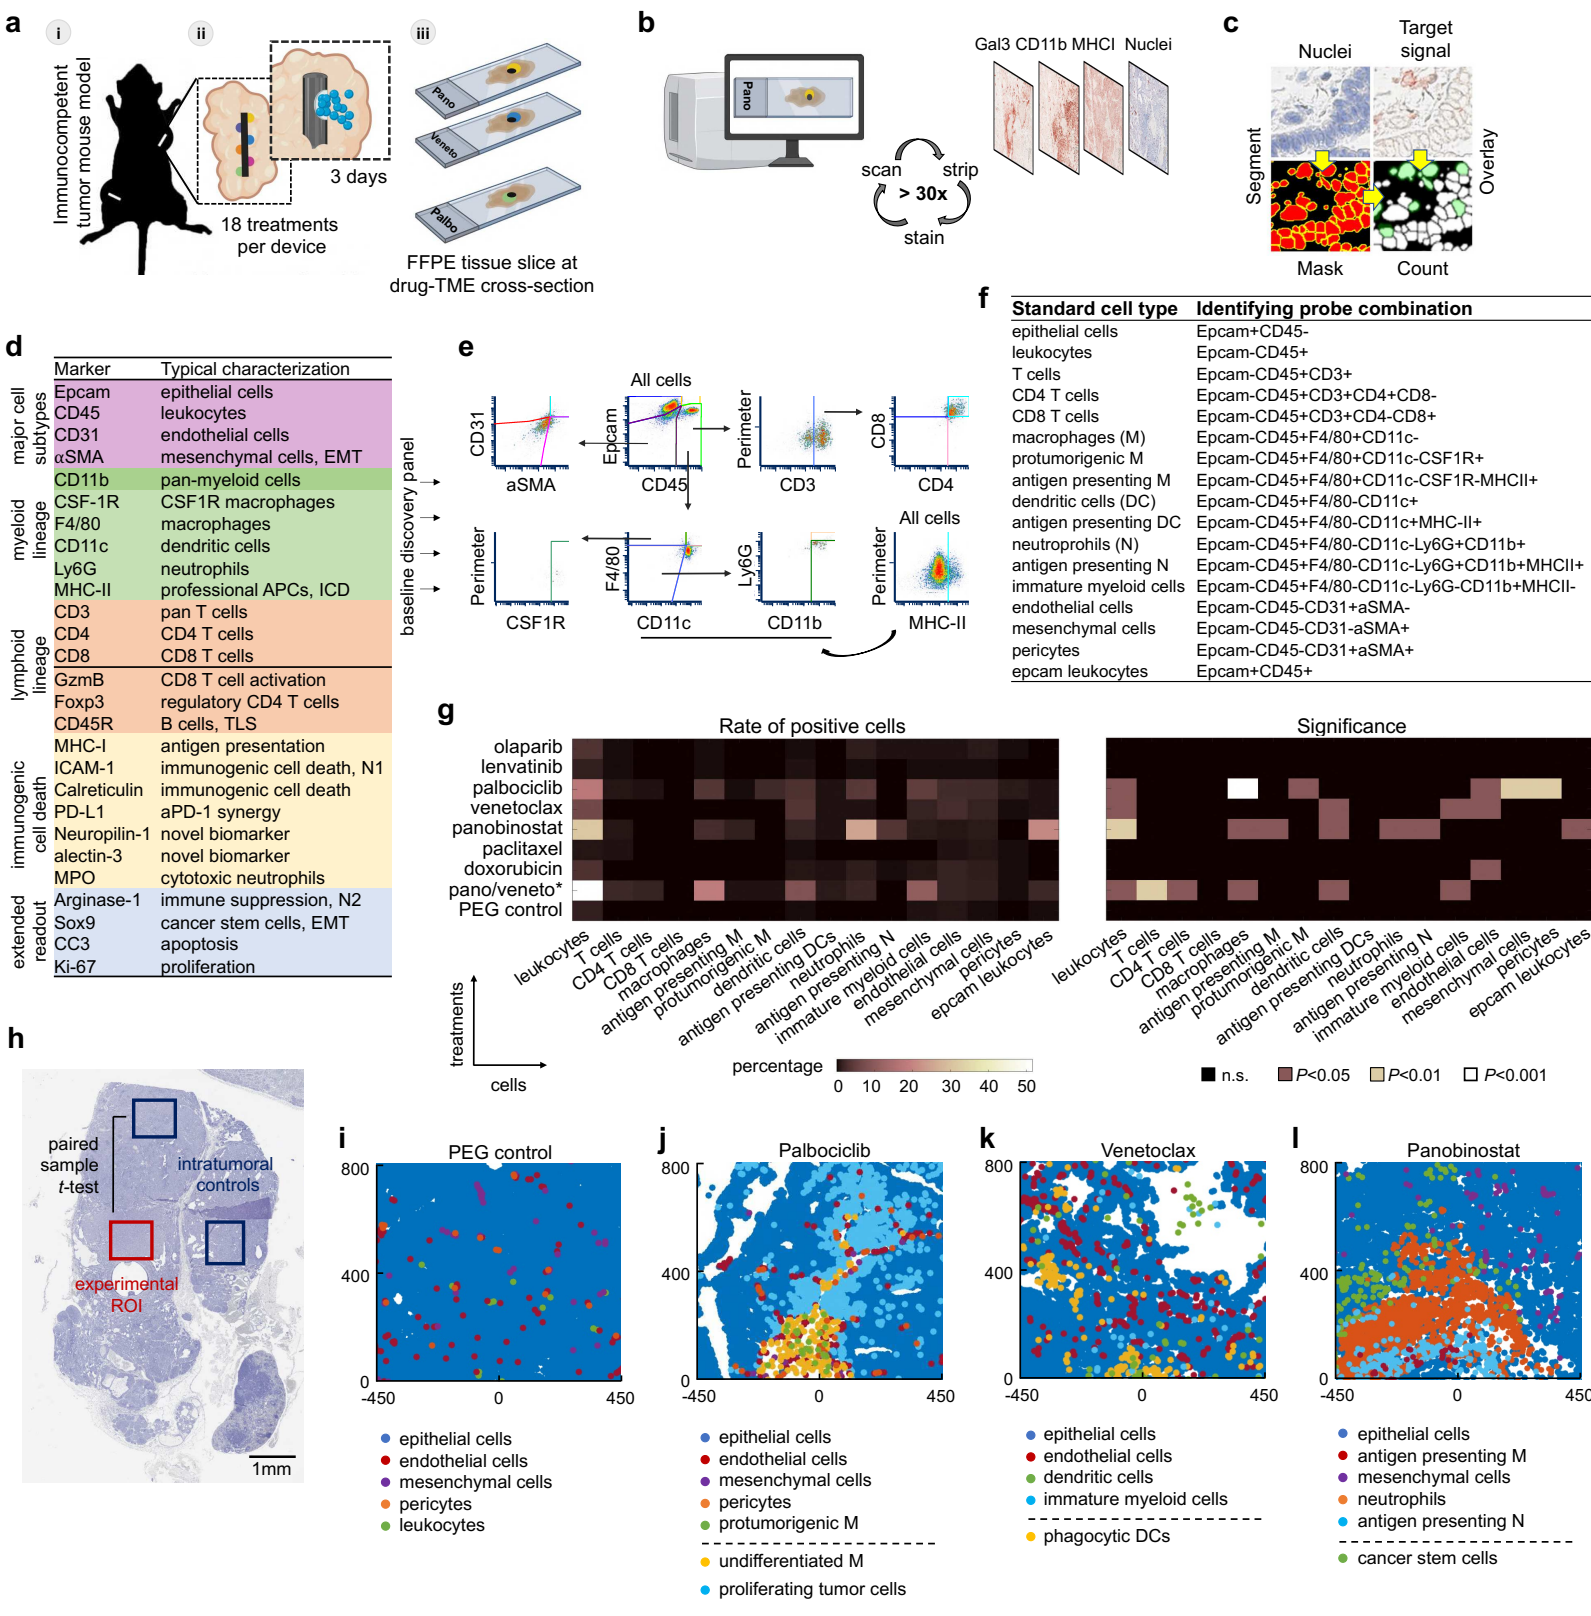 a
i
ii
iii
Immunocompetent
tumor mouse model
3 days
18 treatments
per device
Pano
Veneto
Palbo
FFPE tissue slice at
drug-TME cross-section
b
Pano
Gal3 CD11b MHCI Nuclei
scan
strip
> 30x
stain
c
Nuclei
Target
signal
Segment
Overlay
Mask
Count
d
Marker Typical characterization
major cell
subtypes
Epcam epithelial cells
CD45 leukocytes
CD31 endothelial cells
αSMA mesenchymal cells, EMT
myeloid
lineage
CD11b pan-myeloid cells
CSF-1R CSF1R macrophages
F4/80 macrophages
CD11c dendritic cells
Ly6G neutrophils
MHC-II professional APCs, ICD
lymphoid
lineage
CD3 pan T cells
CD4 CD4 T cells
CD8 CD8 T cells
GzmB CD8 T cell activation
Foxp3 regulatory CD4 T cells
CD45R B cells, TLS
immunogenic
cell death
MHC-I antigen presentation
ICAM-1 immunogenic cell death, N1
Calreticulin immunogenic cell death
PD-L1 aPD-1 synergy
Neuropilin-1 novel biomarker
alectin-3 novel biomarker
MPO cytotoxic neutrophils
extended
readout
Arginase-1 immune suppression, N2
Sox9 cancer stem cells, EMT
CC3 apoptosis
Ki-67 proliferation
baseline discovery panel
e
All cells
CD31
aSMA
Epcam
CD45
Perimeter
CD3
CD8
CD4
Perimeter
CSF1R
F4/80
CD11c
Ly6G
CD11b
All cells
Perimeter
MHC-II
f
Standard cell type Identifying probe combination
epithelial cells Epcam+CD45-
leukocytes Epcam-CD45+
T cells Epcam-CD45+CD3+
CD4 T cells Epcam-CD45+CD3+CD4+CD8-
CD8 T cells Epcam-CD45+CD3+CD4-CD8+
macrophages (M) Epcam-CD45+F4/80+CD11c-
protumorigenic M Epcam-CD45+F4/80+CD11c-CSF1R+
antigen presenting M Epcam-CD45+F4/80+CD11c-CSF1R-MHCII+
dendritic cells (DC) Epcam-CD45+F4/80-CD11c+
antigen presenting DC Epcam-CD45+F4/80-CD11c+MHC-II+
neutroprohils (N) Epcam-CD45+F4/80-CD11c-Ly6G+CD11b+
antigen presenting N Epcam-CD45+F4/80-CD11c-Ly6G+CD11b+MHCII+
immature myeloid cells Epcam-CD45+F4/80-CD11c-Ly6G-CD11b+MHCII-
endothelial cells Epcam-CD45-CD31+aSMA-
mesenchymal cells Epcam-CD45-CD31-aSMA+
pericytes Epcam-CD45-CD31+aSMA+
epcam leukocytes Epcam+CD45+
g
Rate of positive cells
Significance
olaparib
lenvatinib
palbociclib
venetoclax
panobinostat
paclitaxel
doxorubicin
pano/veneto*
PEG control
leukocytes
T cells
CD4 T cells
CD8 T cells
macrophages
antigen presenting M
protumorigenic M
dendritic cells
antigen presenting DCs
neutrophils
antigen presenting N
immature myeloid cells
endothelial cells
mesenchymal cells
pericytes
epcam leukocytes
leukocytes
T cells
CD4 T cells
CD8 T cells
macrophages
antigen presenting M
protumorigenic M
dendritic cells
antigen presenting DCs
neutrophils
antigen presenting N
immature myeloid cells
endothelial cells
mesenchymal cells
pericytes
epcam leukocytes
treatments
cells
percentage
0 10 20 30 40 50
n.s. P<0.05 P<0.01 P<0.001
h
paired
sample
t-test
intratumoral
controls
experimental
ROI
1mm
i
PEG control
800
400
0
-450 0 450
epithelial cells
endothelial cells
mesenchymal cells
pericytes
leukocytes
j
Palbociclib
800
400
0
-450 0 450
epithelial cells
endothelial cells
mesenchymal cells
pericytes
protumorigenic M
undifferentiated M
proliferating tumor cells
k
Venetoclax
800
400
0
-450 0 450
epithelial cells
endothelial cells
dendritic cells
immature myeloid cells
phagocytic DCs
l
Panobinostat
800
400
0
-450 0 450
epithelial cells
antigen presenting M
mesenchymal cells
neutrophils
antigen presenting N
cancer stem cells